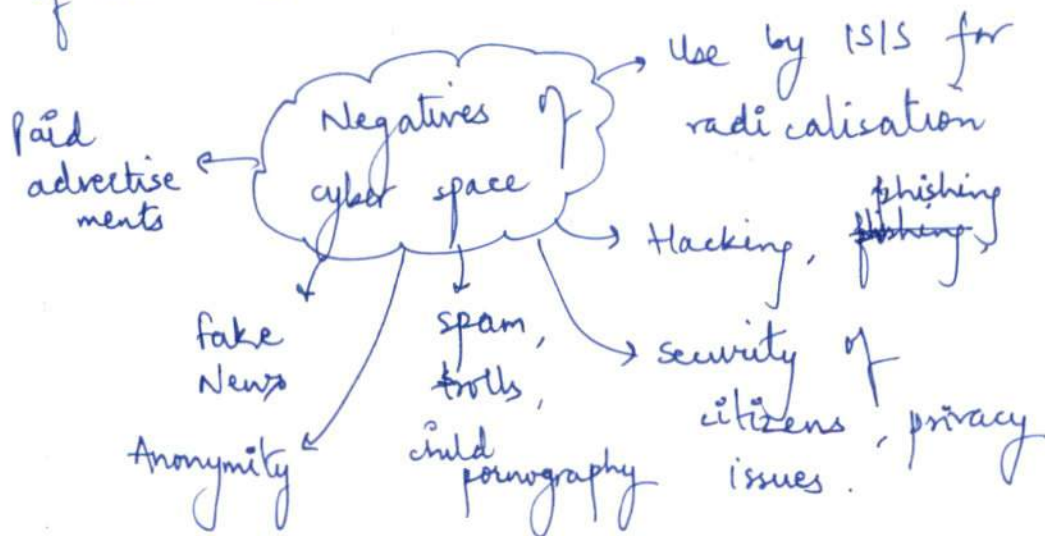 Negatives of
cyber space
Use by ISIS for
radicalisation
Paid
advertise
ments
Hacking, phishing
security of
citizens, privacy
issues.
fake
News
spam,
trolls,
child
pornography
Anonymity